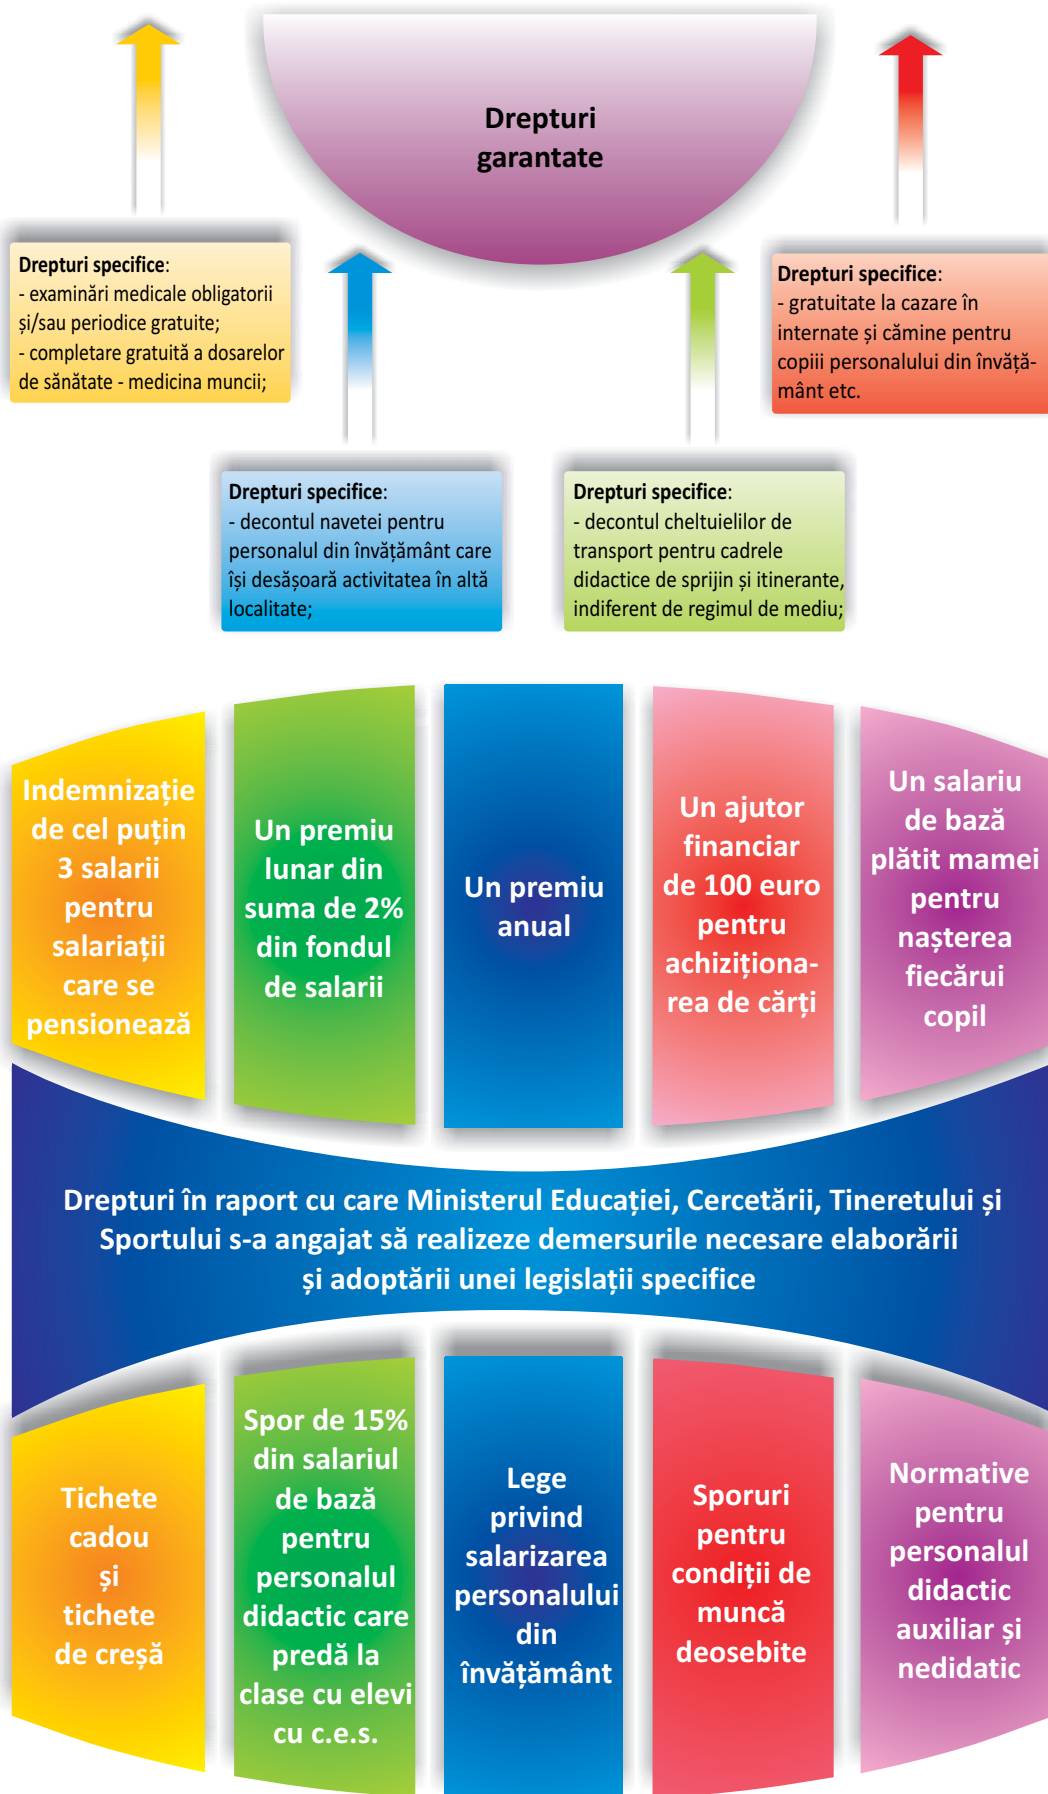 Drepturi
garantate
Drepturi specifice:
- examinări medicale obligatorii
și/sau periodice gratuite;
- completare gratuită a dosarelor
de sănătate - medicina muncii;
Drepturi specifice:
- gratuitate la cazare în
internate și cămine pentru
copiii personalului din învăță-
mânt etc.
Drepturi specifice:
- decontul navetei pentru
personalul din învățământ care
își desășoară activitatea în altă
localitate;
Drepturi specifice:
- decontul cheltuielilor de
transport pentru cadrele
didactice de sprijin și itinerante,
indiferent de regimul de mediu;
Indemnizație
de cel puțin
3 salarii
pentru
salariații
care se
pensionează
Un premiu
lunar din
suma de 2%
din fondul
de salarii
Un premiu
anual
Un ajutor
financiar
de 100 euro
pentru
achiziționa-
rea de cărți
Un salariu
de bază
plătit mamei
pentru
nașterea
fiecărui
copil
Drepturi în raport cu care Ministerul Educației, Cercetării, Tineretului și
Sportului s-a angajat să realizeze demersurile necesare elaborării
și adoptării unei legislații specifice
Tichete
cadou
și
tichete
de creșă
Spor de 15%
din salariul
de bază
pentru
personalul
didactic care
predă la
clase cu elevi
cu c.e.s.
Lege
privind
salarizarea
personalului
din
învățământ
Sporuri
pentru
condiții de
muncă
deosebite
Normative
pentru
personalul
didactic
auxiliar și
nedidatic